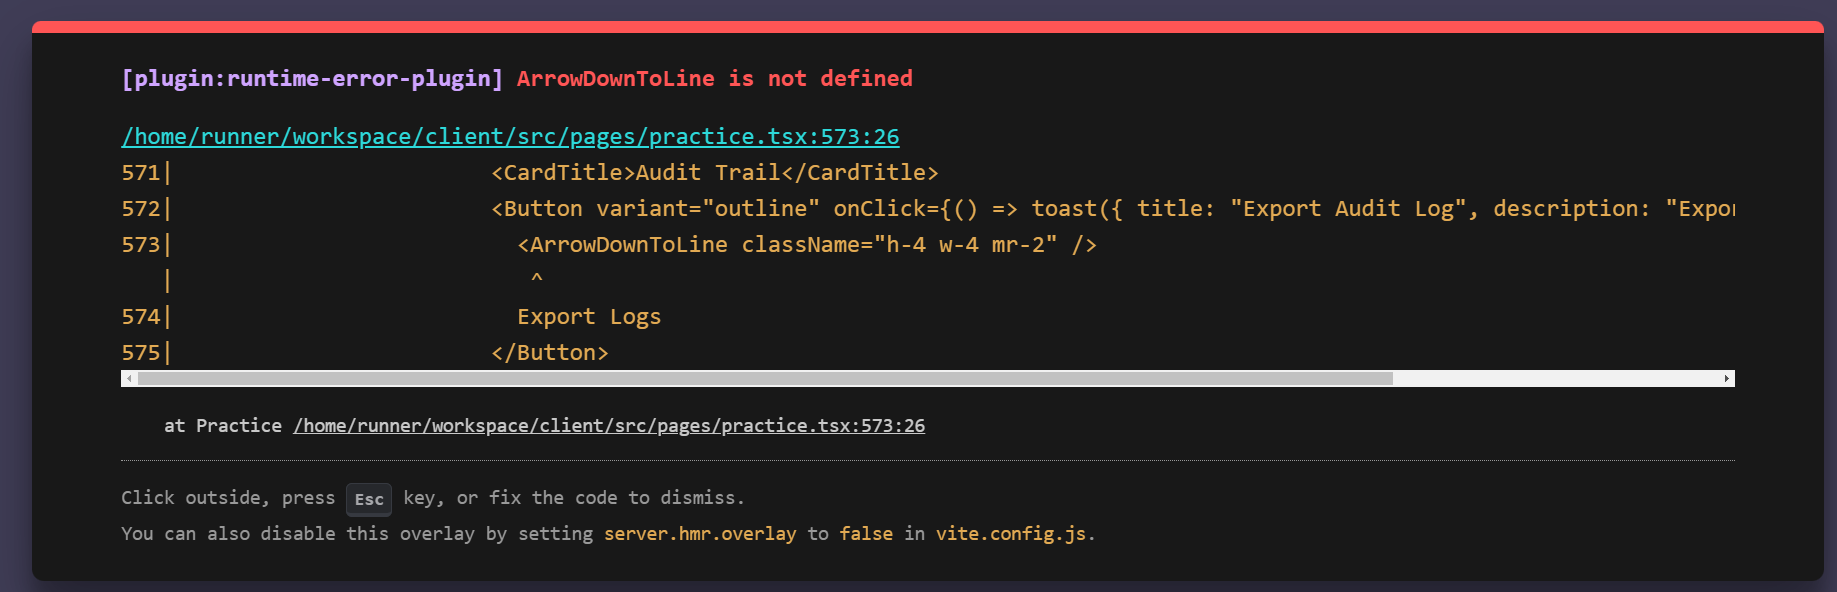 [plugin:runtime-error-plugin] ArrowDownToLine is not defined
/home/runner/workspace/client/src/pages/practice.tsx:573:26
571|                         <CardTitle>Audit Trail</CardTitle>
572|                         <Button variant="outline" onClick={() => toast({ title: "Export Audit Log", description: "Expo
573|                           <ArrowDownToLine className="h-4 w-4 mr-2" />
   |                            ^
574|                           Export Logs
575|                         </Button>
at Practice /home/runner/workspace/client/src/pages/practice.tsx:573:26
Click outside, press Esc key, or fix the code to dismiss.
You can also disable this overlay by setting server.hmr.overlay to false in vite.config.js.